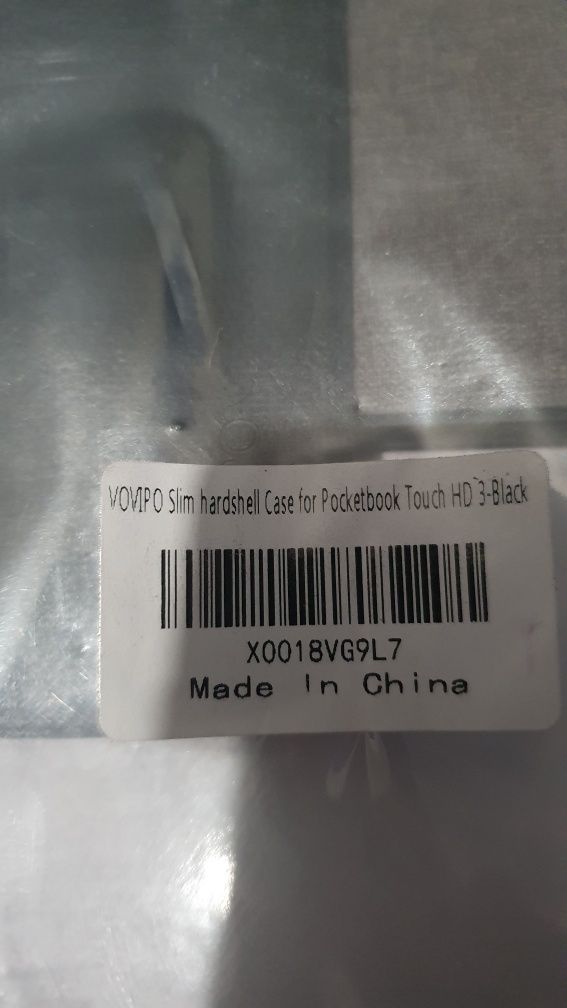 VOVIPO Slim hardshell Case for Pocketbook Touch HD 3-Black
X0018VG9L7
Made In China